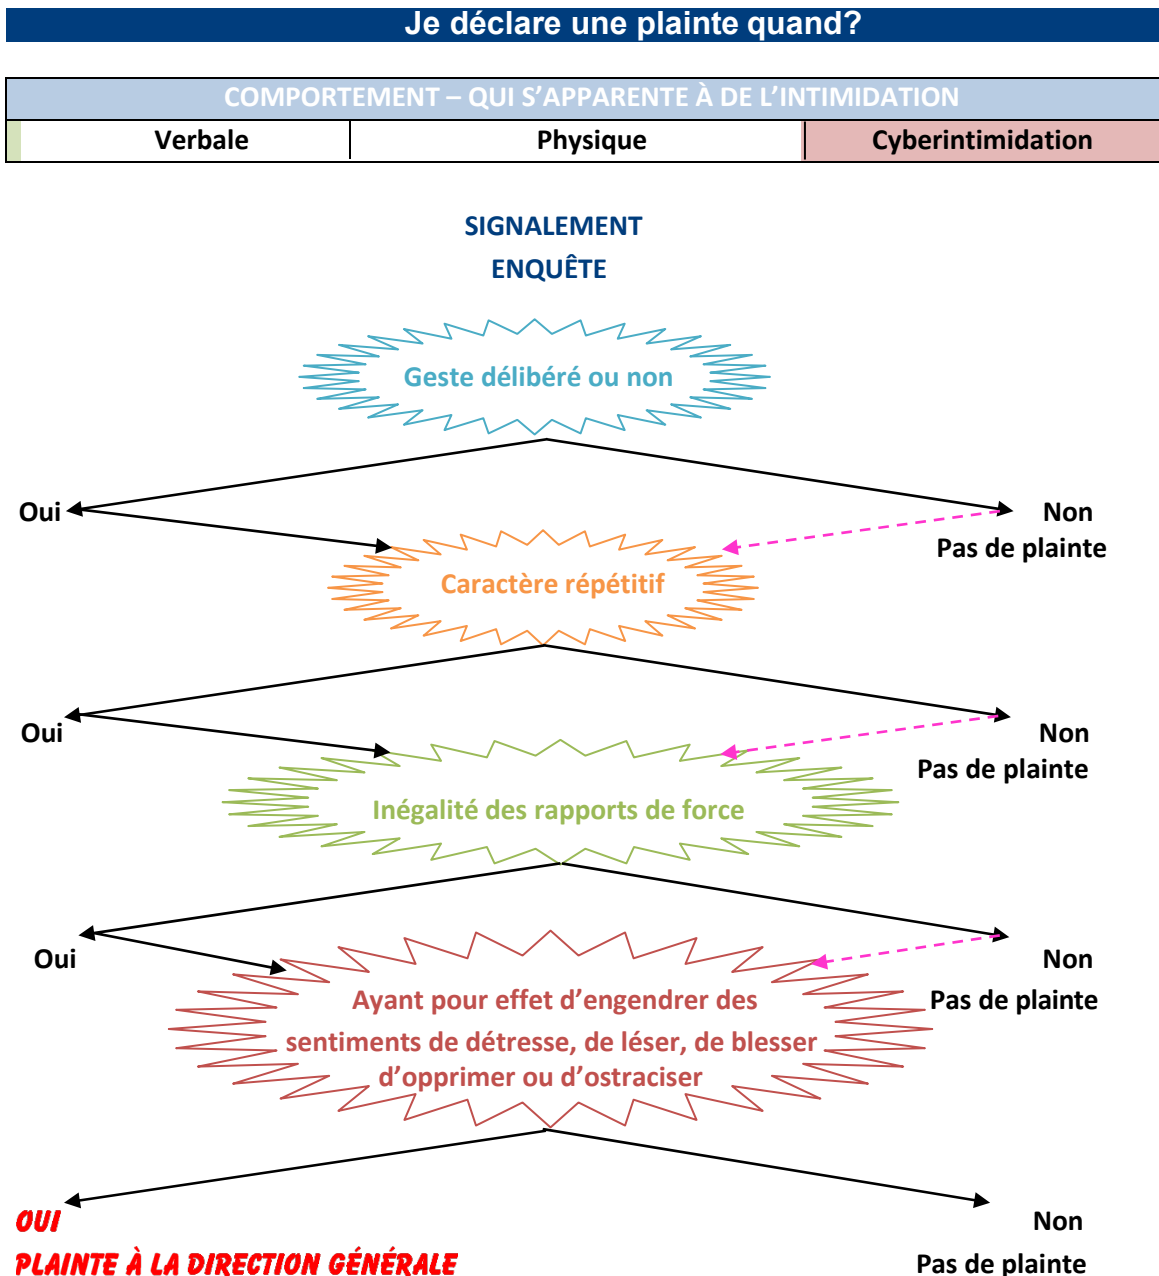 Je déclare une plainte quand?
COMPORTEMENT – QUI S'APPARENTE À DE L'INTIMIDATION
Verbale Physique Cyberintimidation
SIGNALEMENT
ENQUÊTE
Geste délibéré ou non
Oui Non
Pas de plainte
Caractère répétitif
Oui Non
Pas de plainte
Inégalité des rapports de force
Oui Non
Pas de plainte
Ayant pour effet d'engendrer des
sentiments de détresse, de léser, de blesser
d'opprimer ou d'ostraciser
OUI Non
PLAINTE À LA DIRECTION GÉNÉRALE Pas de plainte